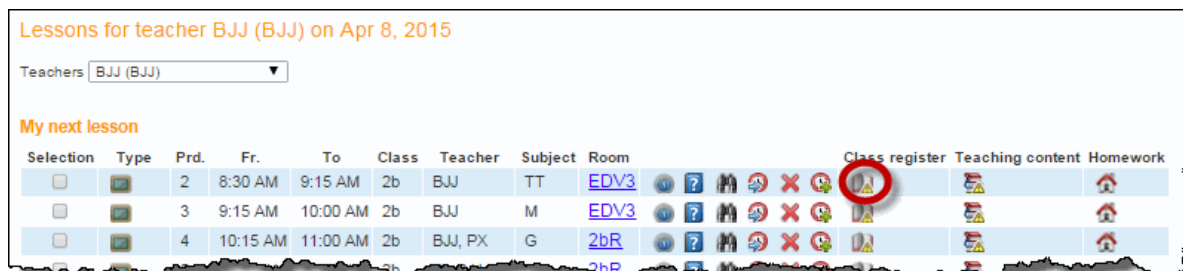 Lessons for teacher BJJ (BJJ) on Apr 8, 2015
Teachers BJJ (BJJ)
My next lesson
Selection Type Prd. Fr. To Class Teacher Subject Room Class register Teaching content Homework
2 8:30 AM 9:15 AM 2b BJJ TT EDV3
3 9:15 AM 10:00 AM 2b BJJ M EDV3
4 10:15 AM 11:00 AM 2b BJJ, PX G 2bR
2bR